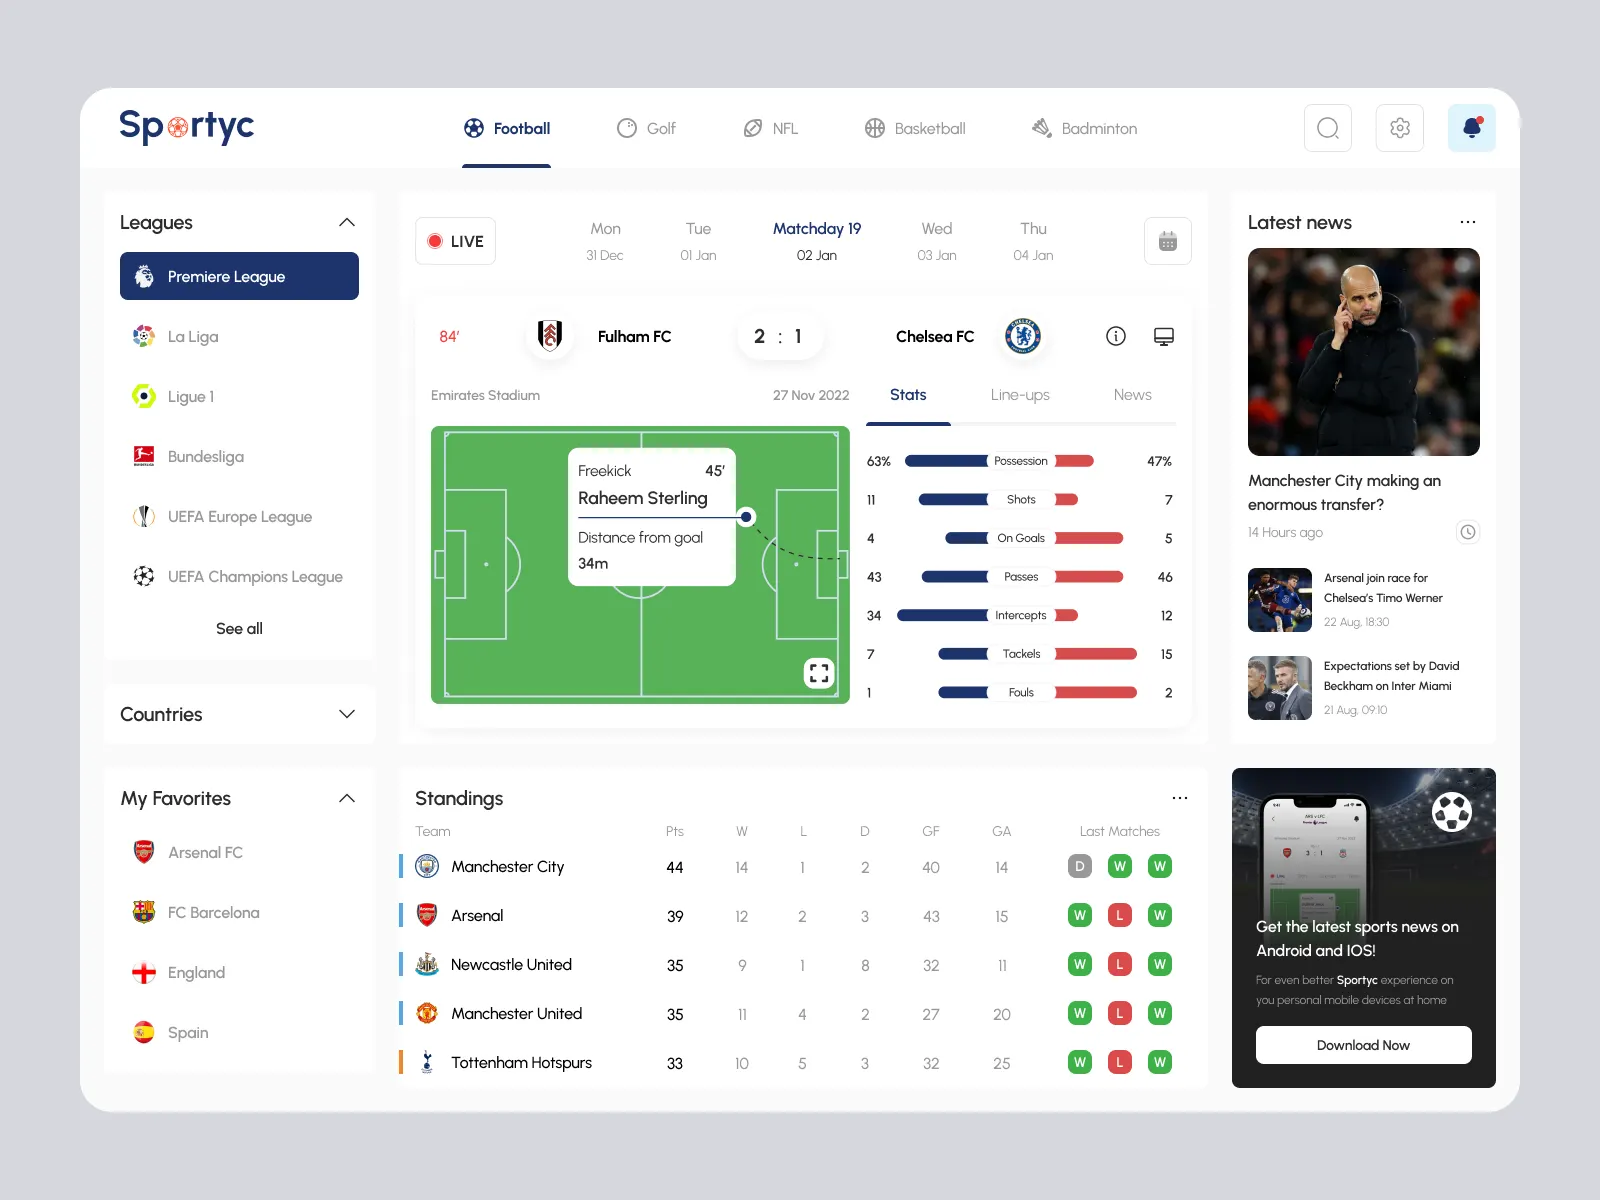 Sportyc
Football
Golf
NFL
Basketball
Badminton
Leagues
Premiere League
La Liga
Ligue 1
Bundesliga
UEFA Europe League
UEFA Champions League
See all
Countries
My Favorites
Arsenal FC
FC Barcelona
England
Spain
LIVE
Mon
31 Dec
Tue
01 Jan
Matchday 19
02 Jan
Wed
03 Jan
Thu
04 Jan
84’
Fulham FC
2 : 1
Chelsea FC
Emirates Stadium
27 Nov 2022
Freekick 45’
Raheem Sterling
Distance from goal
34m
Stats
Line-ups
News
63% Possession 47%
11 Shots 7
4 On Goals 5
43 Passes 46
34 Intercepts 12
7 Tackels 15
1 Fouls 2
Standings
Team Pts W L D GF GA Last Matches
Manchester City 44 14 1 2 40 14 D W W
Arsenal 39 12 2 3 43 15 W L W
Newcastle United 35 9 1 8 32 11 W L W
Manchester United 35 11 4 2 27 20 W L W
Tottenham Hotspurs 33 10 5 3 32 25 W L W
Latest news
Manchester City making an
enormous transfer?
14 Hours ago
Arsenal join race for
Chelsea’s Timo Werner
22 Aug, 18:30
Expectations set by David
Beckham on Inter Miami
21 Aug, 09:10
Get the latest sports news on
Android and IOS!
For even better Sportyc experience on
you personal mobile devices at home
Download Now